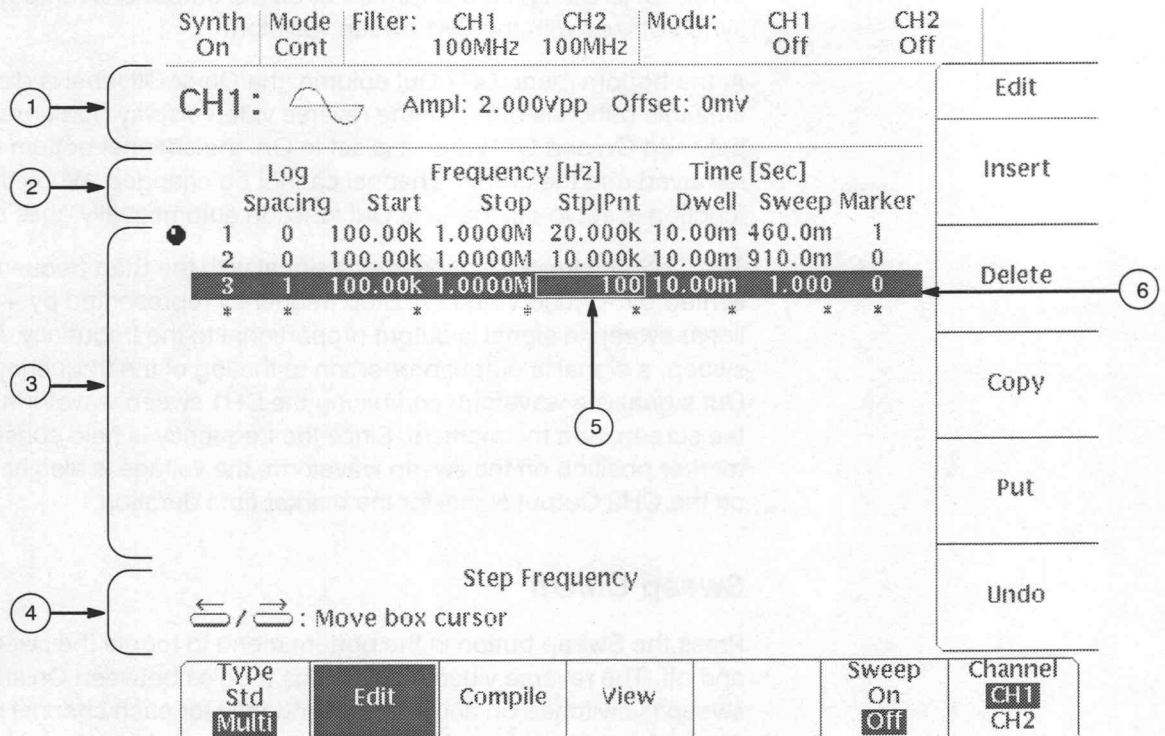 Synth Mode Filter: CH1 CH2 Modu: CH1 CH2
On Cont 100MHz 100MHz Off Off
1 CH1: Ampl: 2.000Vpp Offset: 0mV
Edit
2 Log Frequency [Hz] Time [Sec]
Insert
Spacing Start Stop Stp|Pnt Dwell Sweep Marker
1 0 100.00k 1.0000M 20.000k 10.00m 460.0m 1
2 0 100.00k 1.0000M 10.000k 10.00m 910.0m 0
3 1 100.00k 1.0000M 100 10.00m 1.000 0
Delete
6
* * * * * * * *
3
Copy
5
Put
Step Frequency
Undo
4
← / → : Move box cursor
Type Std Multi
Edit
Compile
View
Sweep On Off
Channel CH1 CH2